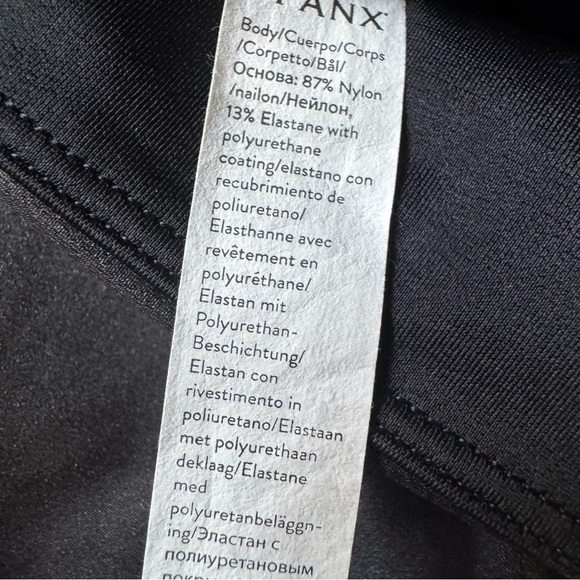 PANX
Body/Cuerpo/Corps
/Corpetto/Bål/
Основа: 87% Nylon
/nailon/Нейлон,
13% Elastane with
polyurethane
coating/elastano con
recubrimiento de
poliuretano/
Elasthanne avec
revêtement en
polyuréthane/
Elastan mit
Polyurethan-
Beschichtung/
Elastan con
rivestimento in
poliuretano/Elastaan
met polyurethaan
deklaag/Elastane
med
polyuretanbeläggn-
ing/Эластан с
полиуретановым